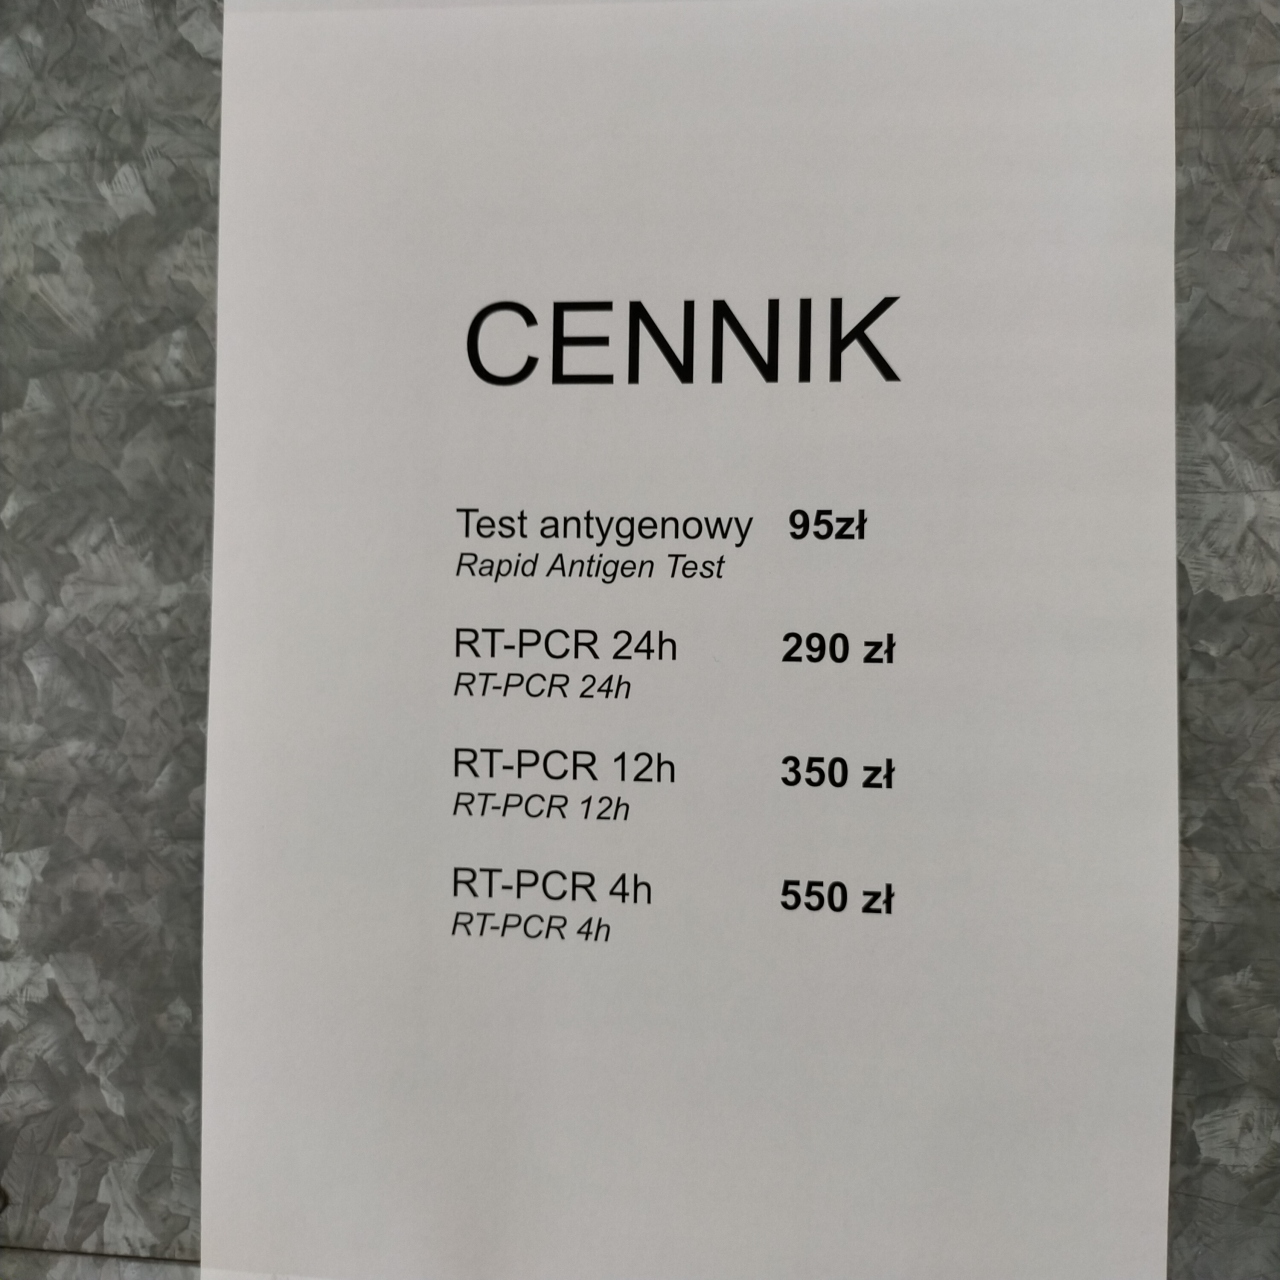 CENNIK
Test antygenowy 95zł
Rapid Antigen Test
RT-PCR 24h 290 zł
RT-PCR 24h
RT-PCR 12h 350 zł
RT-PCR 12h
RT-PCR 4h 550 zł
RT-PCR 4h